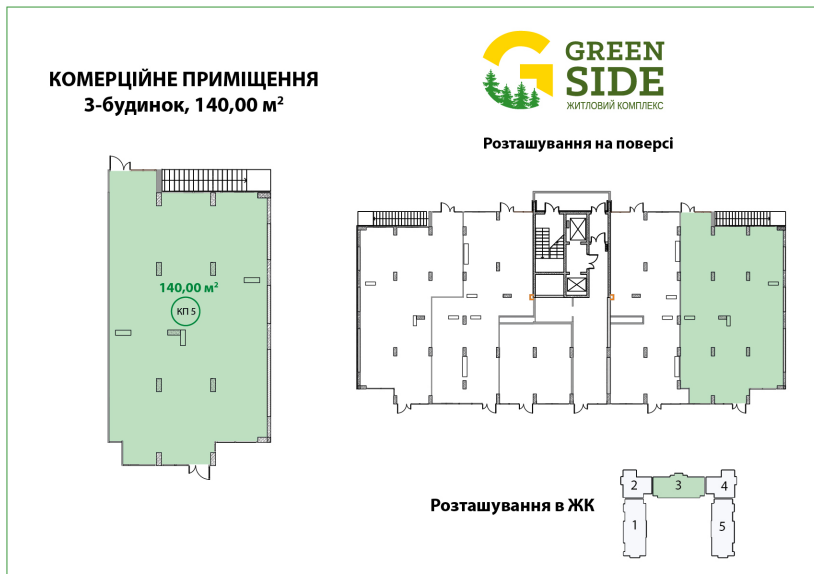 КОМЕРЦІЙНЕ ПРИМІЩЕННЯ
3-будинок, 140,00 м²
GREEN
SIDE
ЖИТЛОВИЙ КОМПЛЕКС
Розташування на поверсі
140,00 м²
КП 5
Розташування в ЖК
2
3
4
1
5